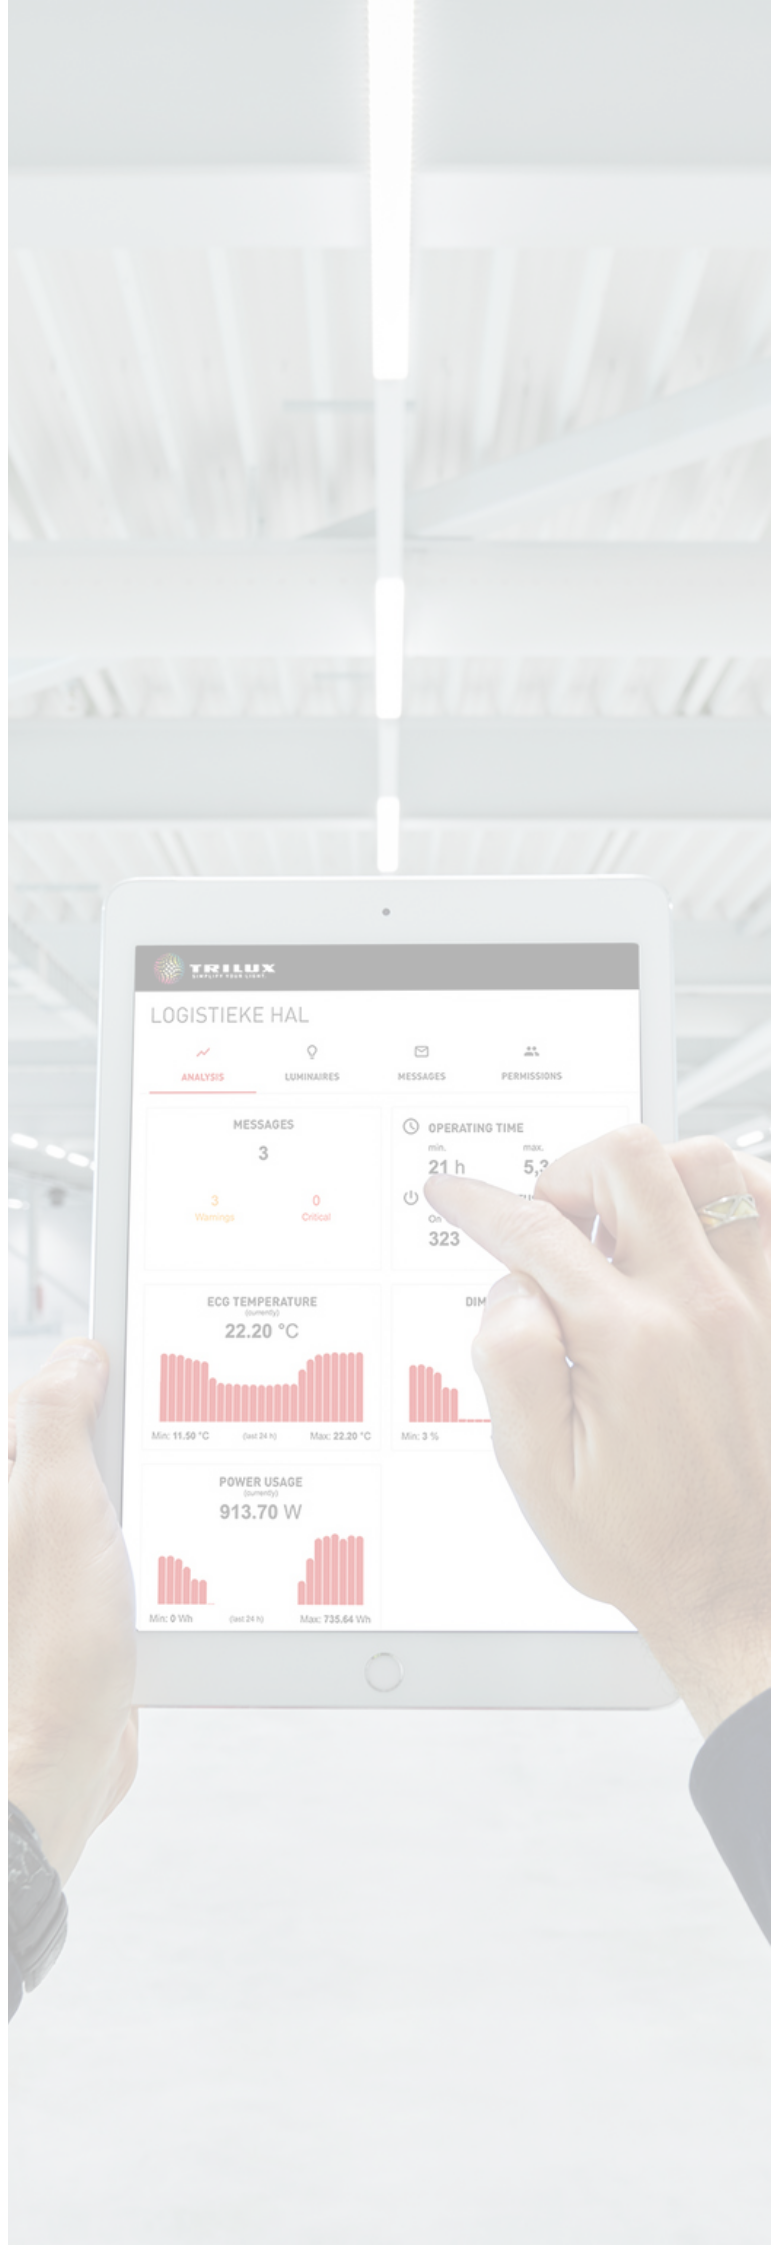 TRILUX
SIMPLIFY YOUR LIGHT.
LOGISTIEKE HAL
ANALYSIS LUMINAIRES MESSAGES PERMISSIONS
MESSAGES
3
3 0
Warnings Critical
OPERATING TIME
min. max.
21 h 5,3
On
323
ECG TEMPERATURE
(currently)
22.20 °C
Min: 11.50 °C (last 24 h) Max: 22.20 °C
DIM
Min: 3 %
POWER USAGE
(currently)
913.70 W
Min: 0 Wh (last 24 h) Max: 735.64 Wh